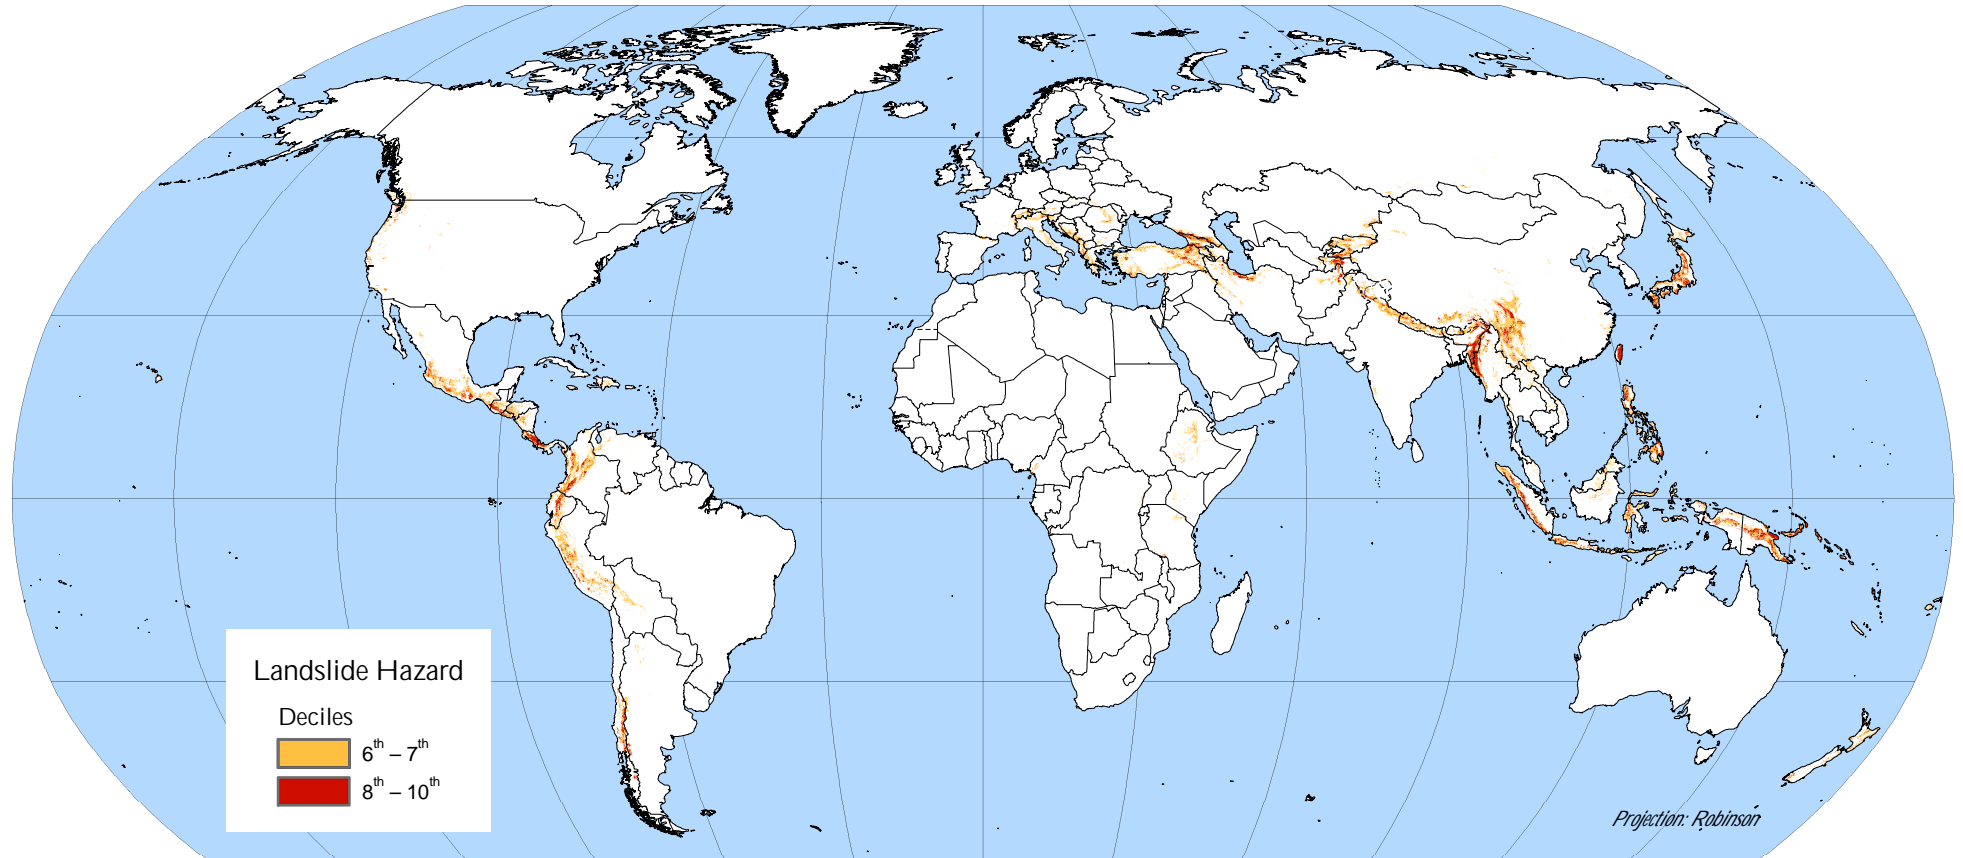 Landslide Hazard
Deciles
6th – 7th
8th – 10th
Projection: Robinson